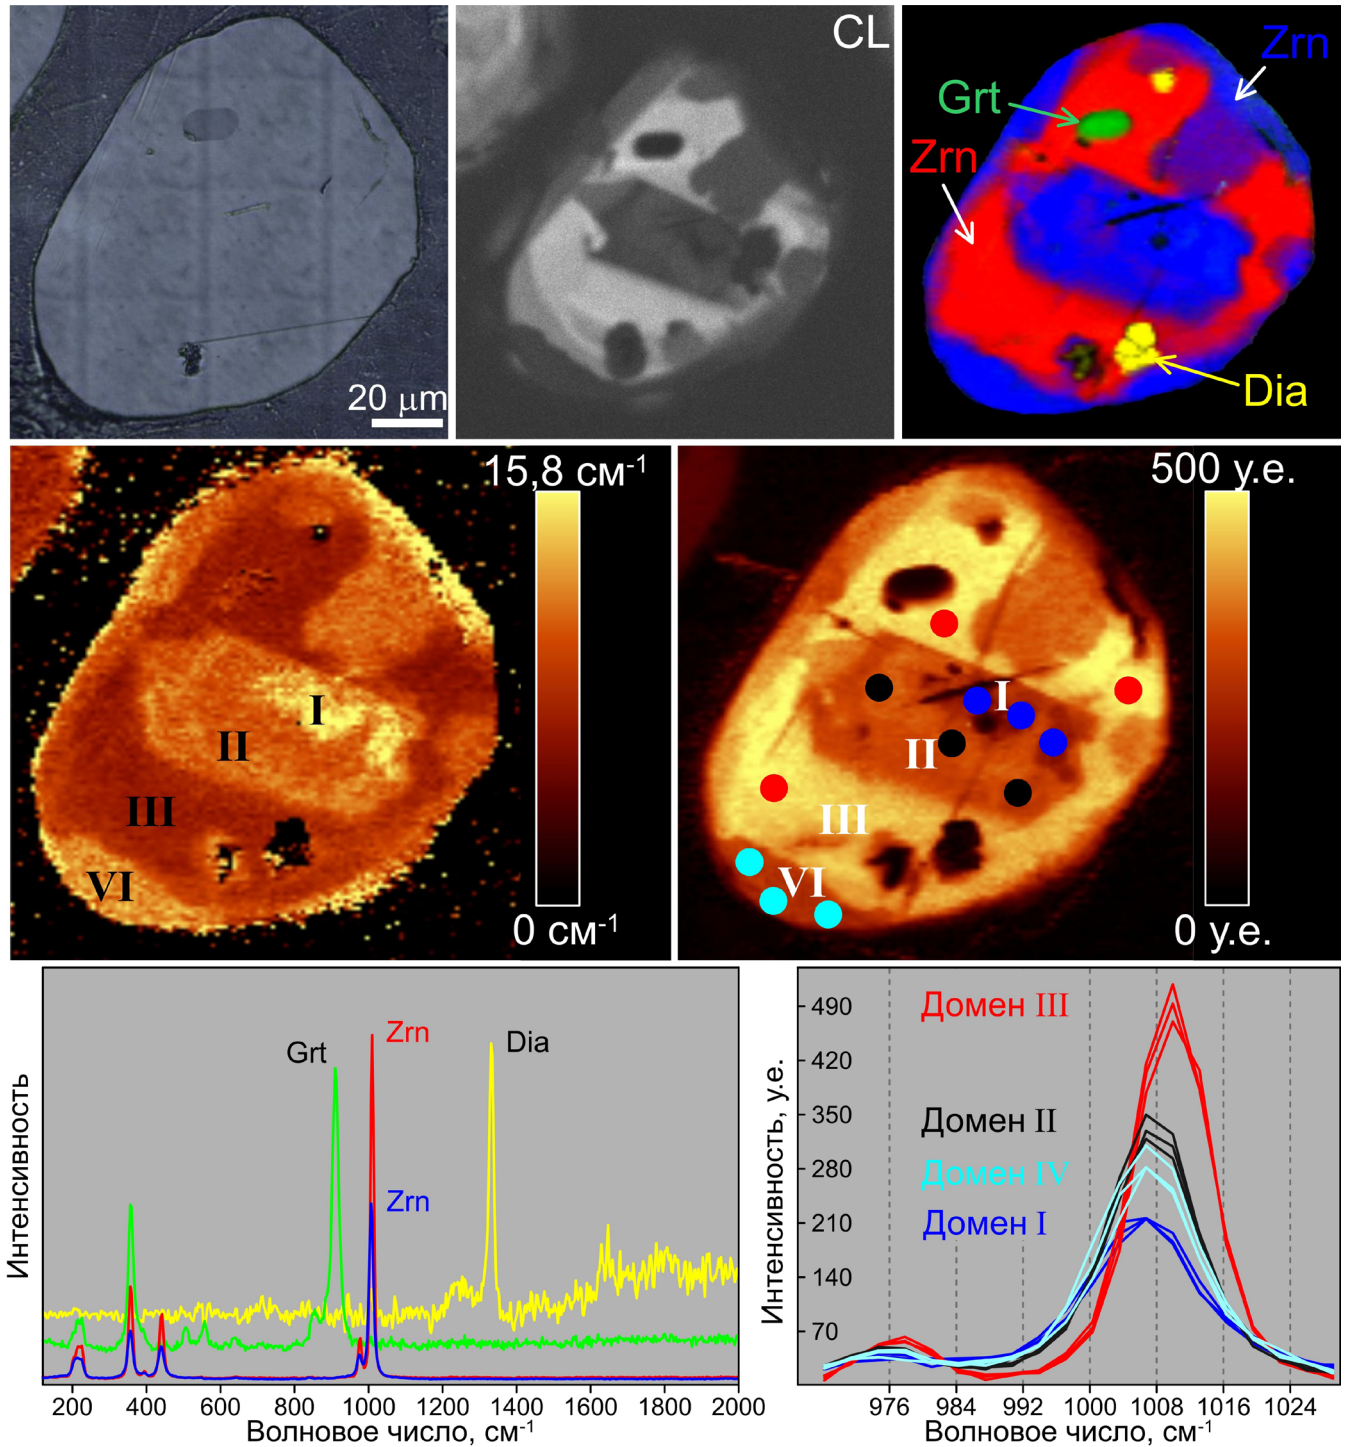 CL
Zrn
Grt
Zrn
20 μm
Dia
15,8 см-1
I
II
III
VI
0 см-1
500 у.е.
I
II
III
VI
0 у.е.
Интенсивность
Grt
Zrn
Dia
Zrn
200 400 600 800 1000 1200 1400 1600 1800 2000
Волновое число, см-1
Интенсивность, у.е.
490
420
350
280
210
140
70
Домен III
Домен II
Домен IV
Домен I
976 984 992 1000 1008 1016 1024
Волновое число, см-1